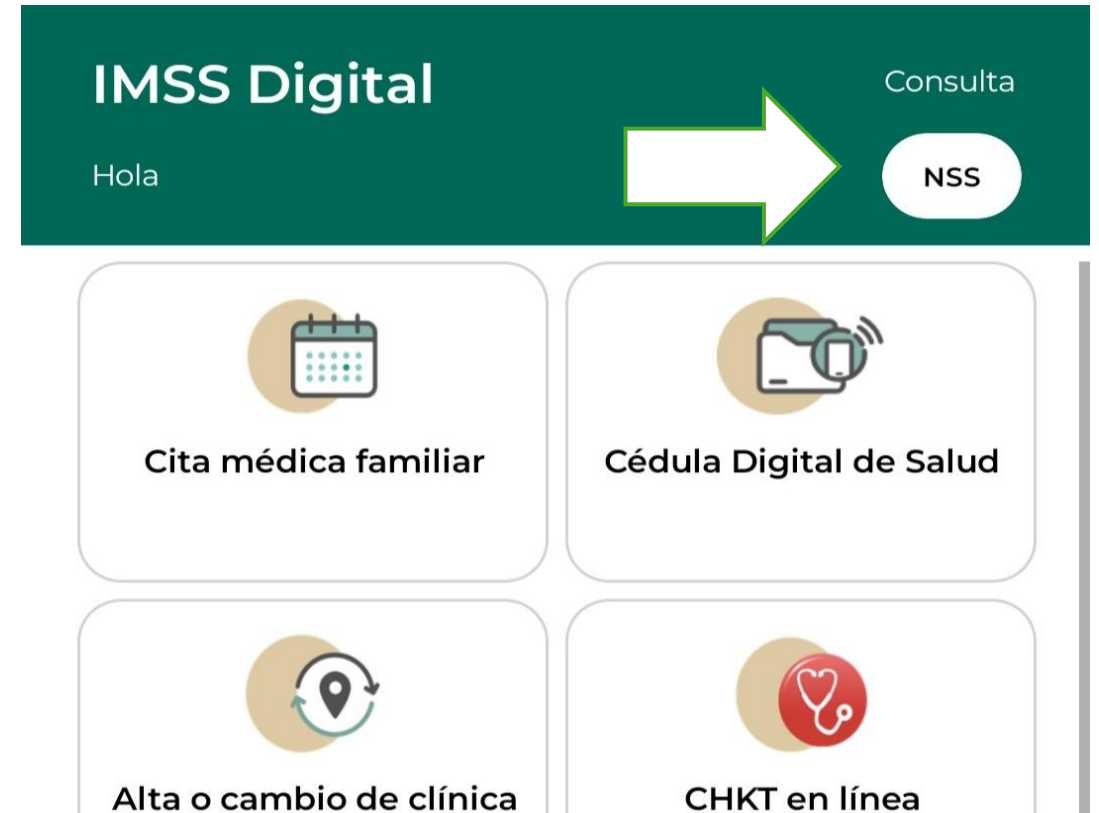 IMSS Digital
Consulta
Hola
NSS
Cita médica familiar
Cédula Digital de Salud
Alta o cambio de clínica
CHKT en línea